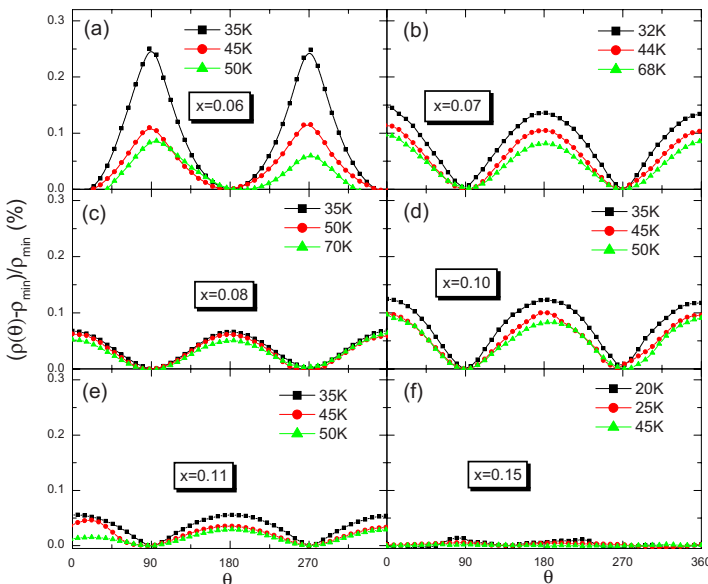 (a)
35K
45K
50K
x=0.06
(b)
32K
44K
68K
x=0.07
0.3
0.2
0.1
0.0
(c)
35K
50K
70K
x=0.08
(d)
35K
45K
50K
x=0.10
0.3
0.2
0.1
0.0
(e)
35K
45K
50K
x=0.11
(f)
20K
25K
45K
x=0.15
0.3
0.2
0.1
0.0
(ρ(θ)-ρmin)/ρmin (%)
0 90 180 270 0 90 180 270 360
θ θ